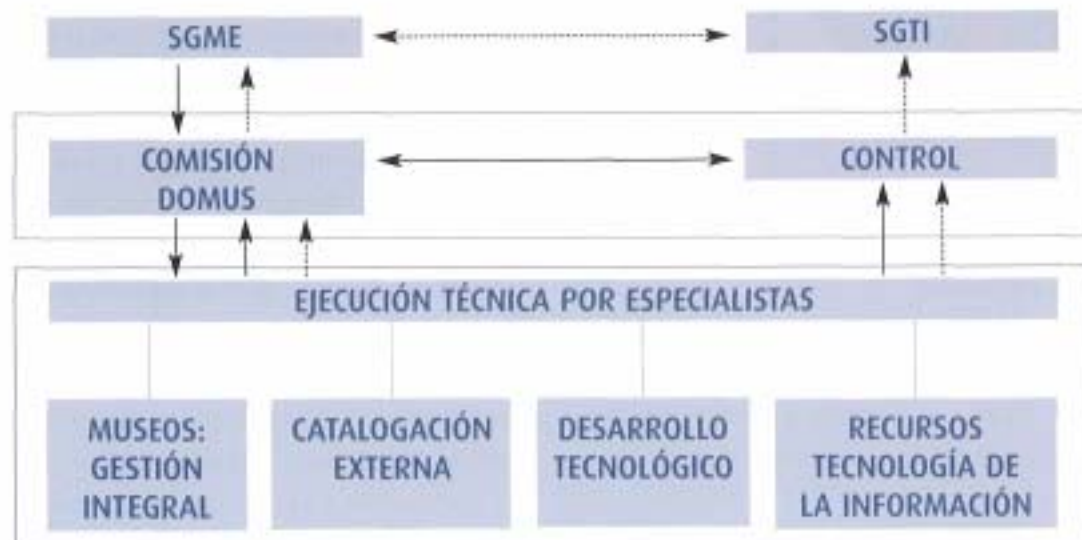 SGME
SGTI
COMISIÓN
DOMUS
CONTROL
EJECUCIÓN TÉCNICA POR ESPECIALISTAS
MUSEOS:
GESTIÓN
INTEGRAL
CATALOGACIÓN
EXTERNA
DESARROLLO
TECNOLÓGICO
RECURSOS
TECNOLOGÍA DE
LA INFORMACIÓN